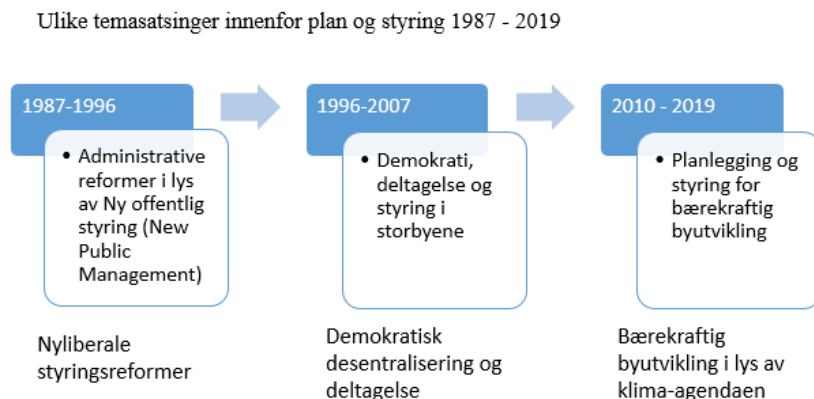 Ulike temasatsinger innenfor plan og styring 1987 - 2019
1987-1996
• Administrative
reformer i lys
av Ny offentlig
styring (New
Public
Management)
Nyliberale
styringsreformer
1996-2007
• Demokrati,
deltagelse og
styring i
storbyene
Demokratisk
desentralisering og
deltagelse
2010 - 2019
• Planlegging og
styring for
bærekraftig
byutvikling
Bærekraftig
byutvikling i lys av
klima-agendaen